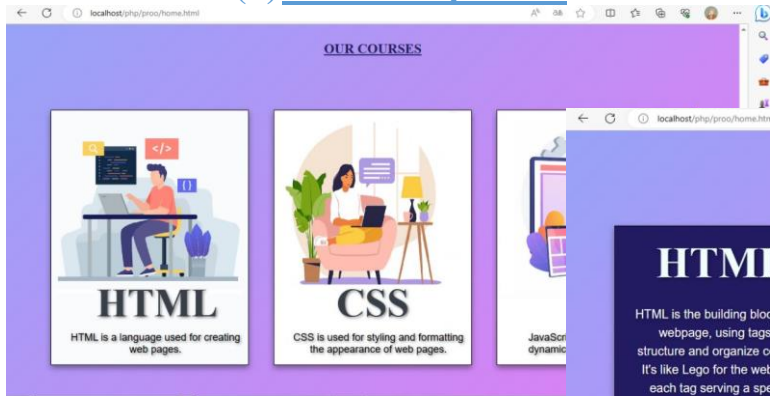 localhost/php/proo/home.html
OUR COURSES
</>
{}
HTML
HTML is a language used for creating
web pages.
CSS
CSS is used for styling and formatting
the appearance of web pages.
JavaScri
dynamic
localhost/php/proo/home.htm
HTMl
HTML is the building bloc
webpage, using tags
structure and organize c
It's like Lego for the web
each tag serving a spe